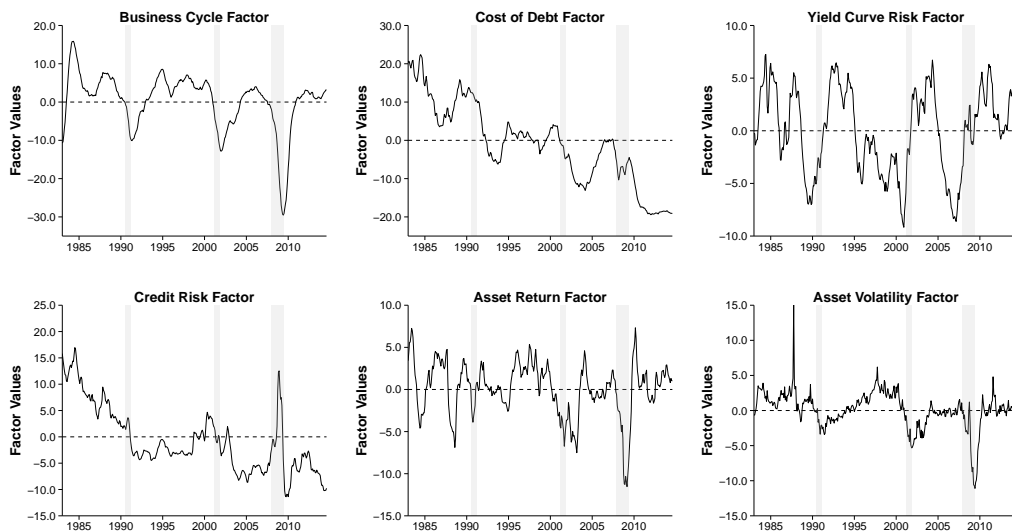 Business Cycle Factor
Factor Values
20.0
10.0
0.0
−10.0
−20.0
−30.0
1985 1990 1995 2000 2005 2010
Cost of Debt Factor
Factor Values
30.0
20.0
10.0
0.0
−10.0
−20.0
1985 1990 1995 2000 2005 2010
Yield Curve Risk Factor
Factor Values
10.0
5.0
0.0
−5.0
−10.0
1985 1990 1995 2000 2005 2010
Credit Risk Factor
Factor Values
25.0
20.0
15.0
10.0
5.0
0.0
−5.0
−10.0
−15.0
1985 1990 1995 2000 2005 2010
Asset Return Factor
Factor Values
10.0
5.0
0.0
−5.0
−10.0
−15.0
1985 1990 1995 2000 2005 2010
Asset Volatility Factor
Factor Values
15.0
10.0
5.0
0.0
−5.0
−10.0
−15.0
1985 1990 1995 2000 2005 2010